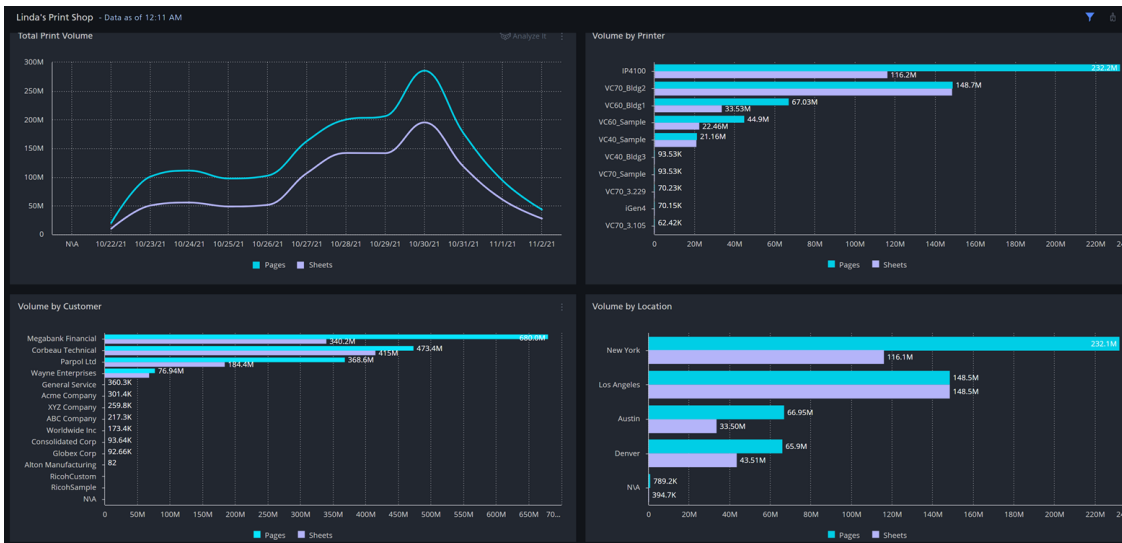 Linda's Print Shop - Data as of 12:11 AM
Total Print Volume
Analyze it
300M
250M
200M
150M
100M
50M
0
N\A 10/22/21 10/23/21 10/24/21 10/25/21 10/26/21 10/27/21 10/28/21 10/29/21 10/30/21 10/31/21 11/1/21 11/2/21
Pages Sheets
Volume by Printer
IP4100 232.2M
116.2M
VC70_Bldg2 148.7M
VC60_Bldg1 67.03M
33.53M
VC60_Sample 44.9M
22.46M
VC40_Sample 21.16M
VC40_Bldg3 93.53K
VC70_Sample 93.53K
VC70_3.229 70.23K
iGen4 70.15K
VC70_3.105 62.42K
0 20M 40M 60M 80M 100M 120M 140M 160M 180M 200M 220M
Pages Sheets
Volume by Customer
Megabank Financial 680.0M
340.2M
Corbeau Technical 473.4M
415M
Parpol Ltd 368.6M
184.4M
Wayne Enterprises 76.94M
General Service 360.3K
Acme Company 301.4K
XYZ Company 259.8K
ABC Company 217.3K
Worldwide Inc 173.4K
Consolidated Corp 93.64K
Globex Corp 92.66K
Alton Manufacturing 82
RicohCustom
RicohSample
N\A
0 50M 100M 150M 200M 250M 300M 350M 400M 450M 500M 550M 600M 650M 70...
Pages Sheets
Volume by Location
New York 232.1M
116.1M
Los Angeles 148.5M
148.5M
Austin 66.95M
33.50M
Denver 65.9M
43.51M
N\A 789.2K
394.7K
0 20M 40M 60M 80M 100M 120M 140M 160M 180M 200M 220M
Pages Sheets